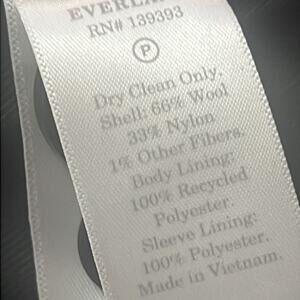 EVERLA
RN# 139393
P
Dry Clean Only.
Shell: 66% Wool
33% Nylon
1% Other Fibers.
Body Lining:
100% Recycled
Polyester.
Sleeve Lining:
100% Polyester.
Made in Vietnam.